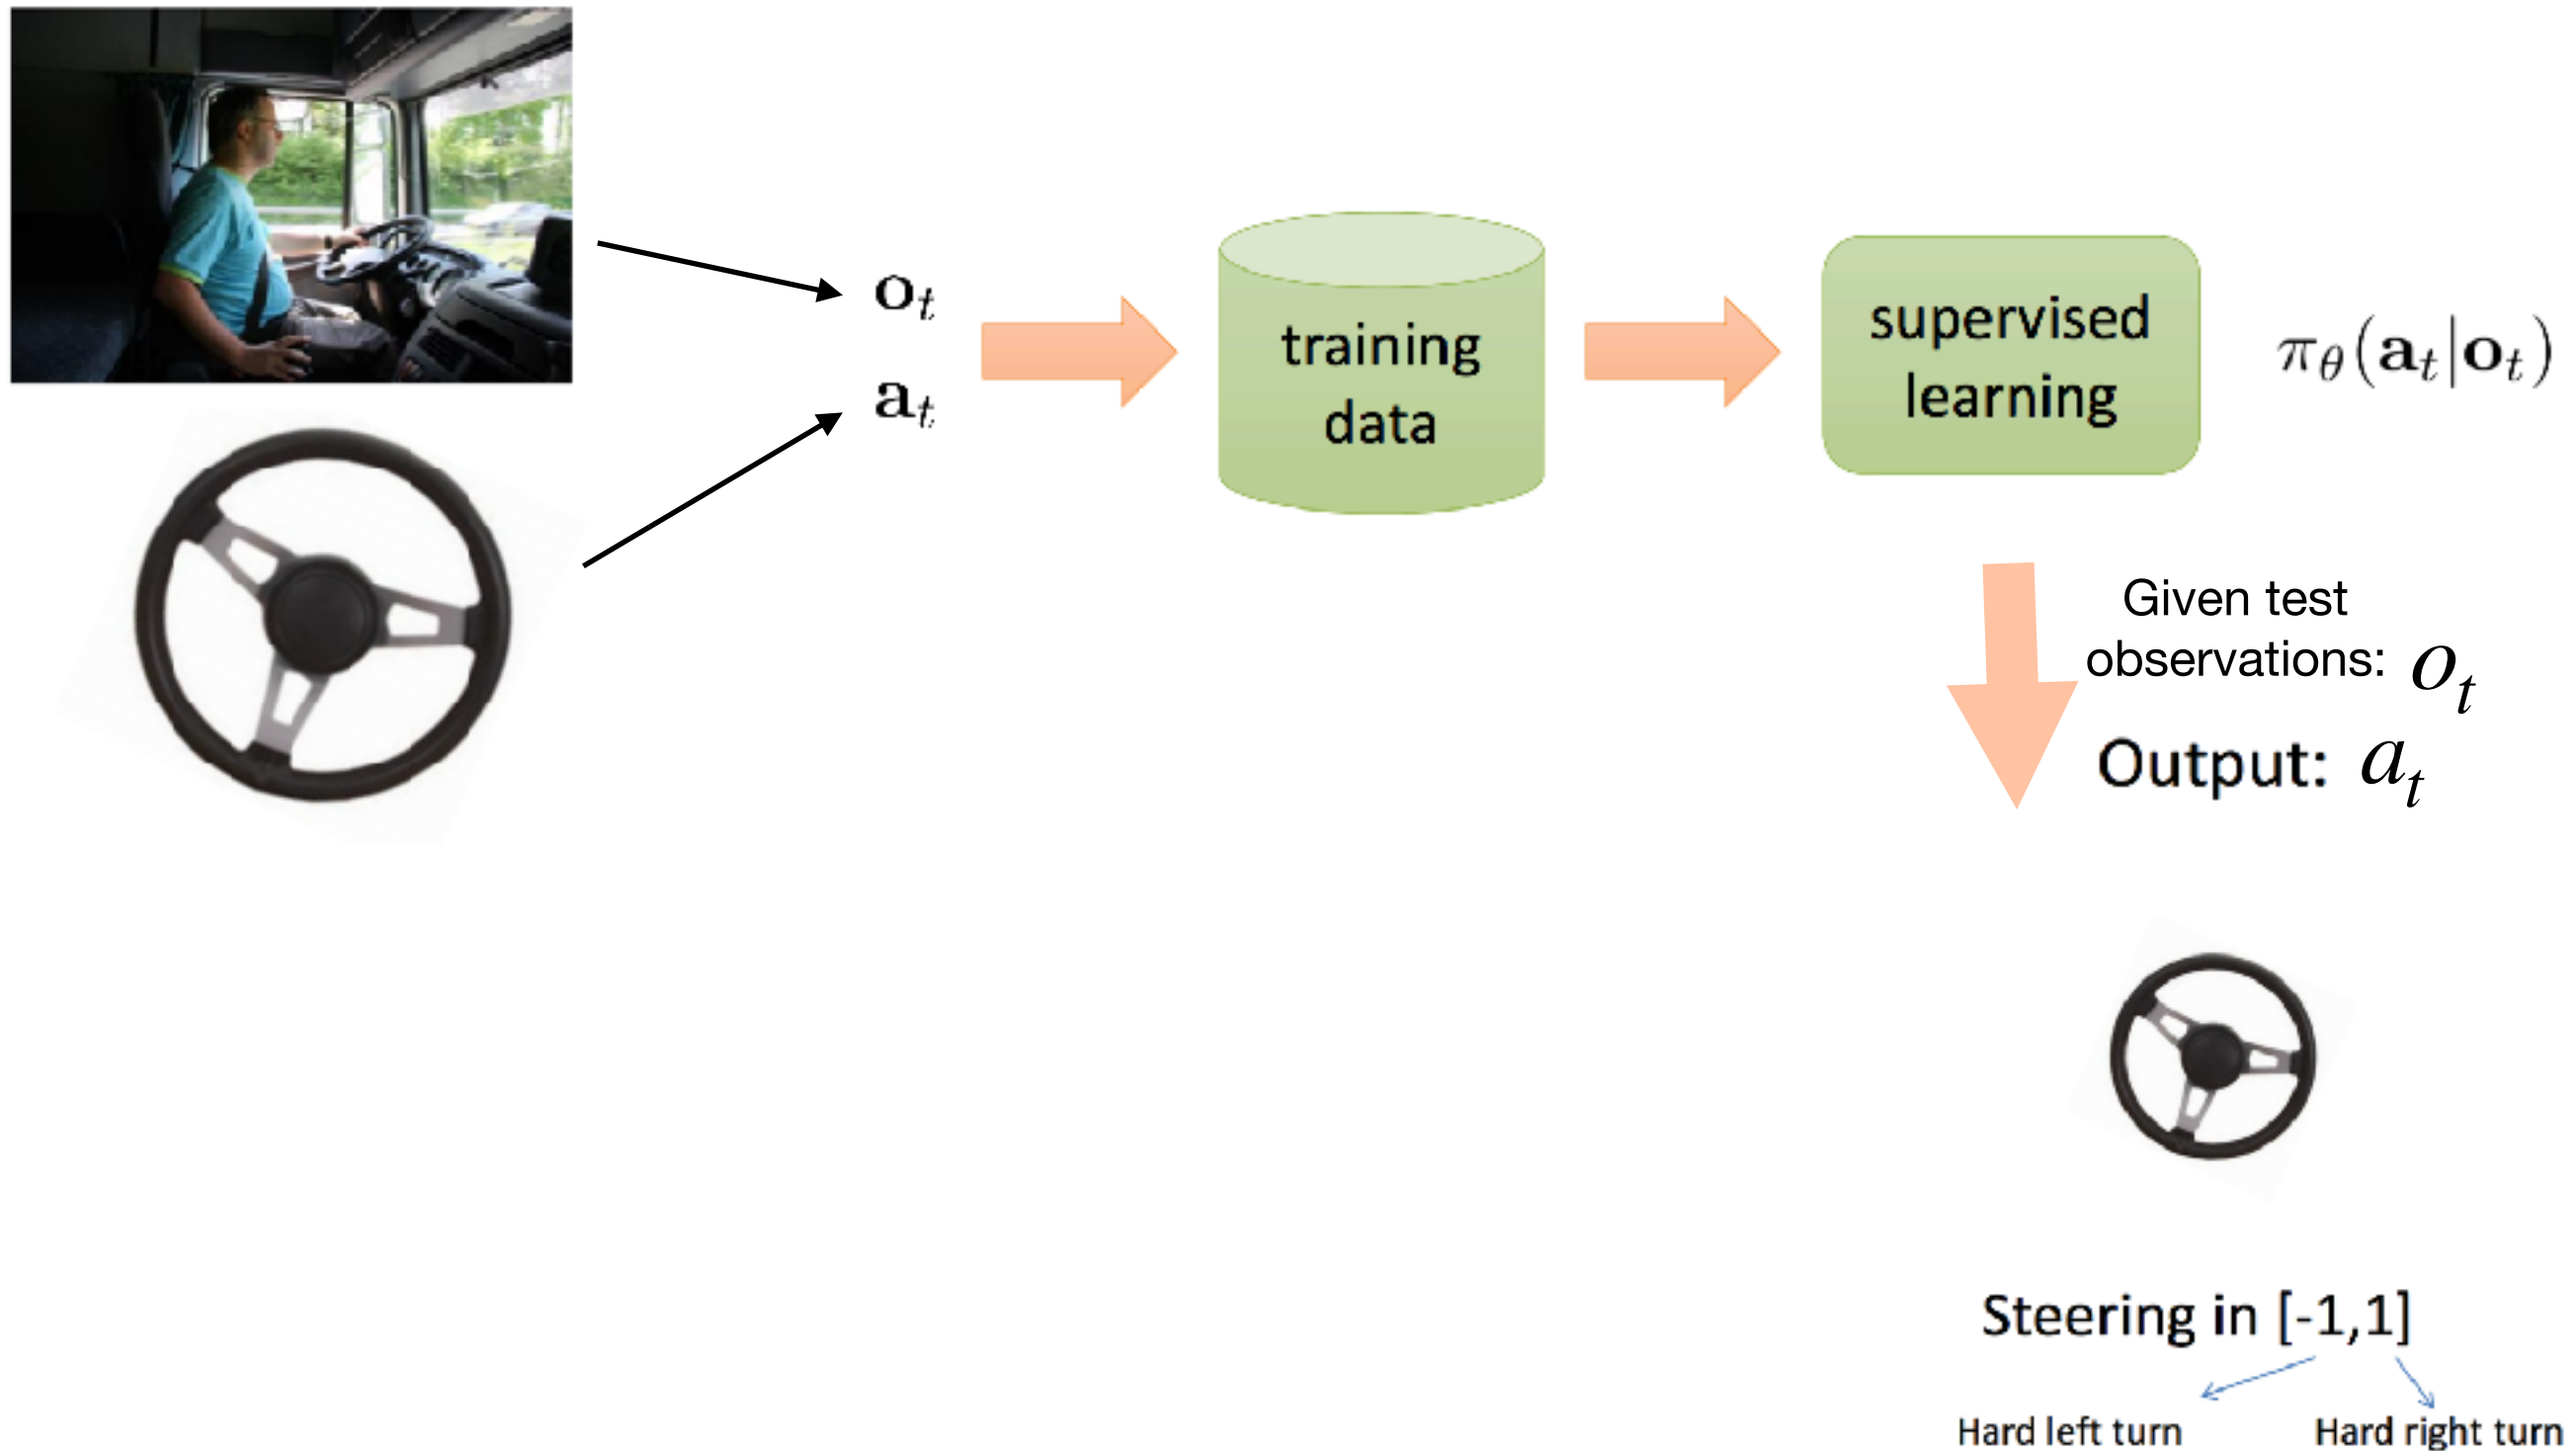 o_t
a_t
training
data
supervised
learning
π_θ(a_t|o_t)
Given test
observations: o_t
Output: a_t
Steering in [-1,1]
Hard left turn
Hard right turn